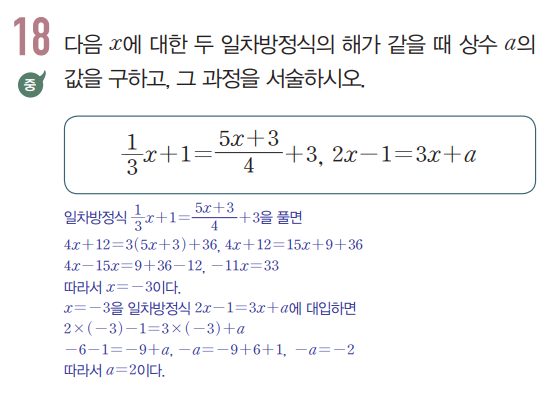 18 다음 x에 대한 두 일차방정식의 해가 같을 때 상수 a의
중 값을 구하고, 그 과정을 서술하시오.
1/3x+1=(5x+3)/4+3, 2x-1=3x+a
일차방정식 1/3x+1=(5x+3)/4+3을 풀면
4x+12=3(5x+3)+36, 4x+12=15x+9+36
4x-15x=9+36-12, -11x=33
따라서 x=-3이다.
x=-3을 일차방정식 2x-1=3x+a에 대입하면
2×(-3)-1=3×(-3)+a
-6-1=-9+a, -a=-9+6+1, -a=-2
따라서 a=2이다.